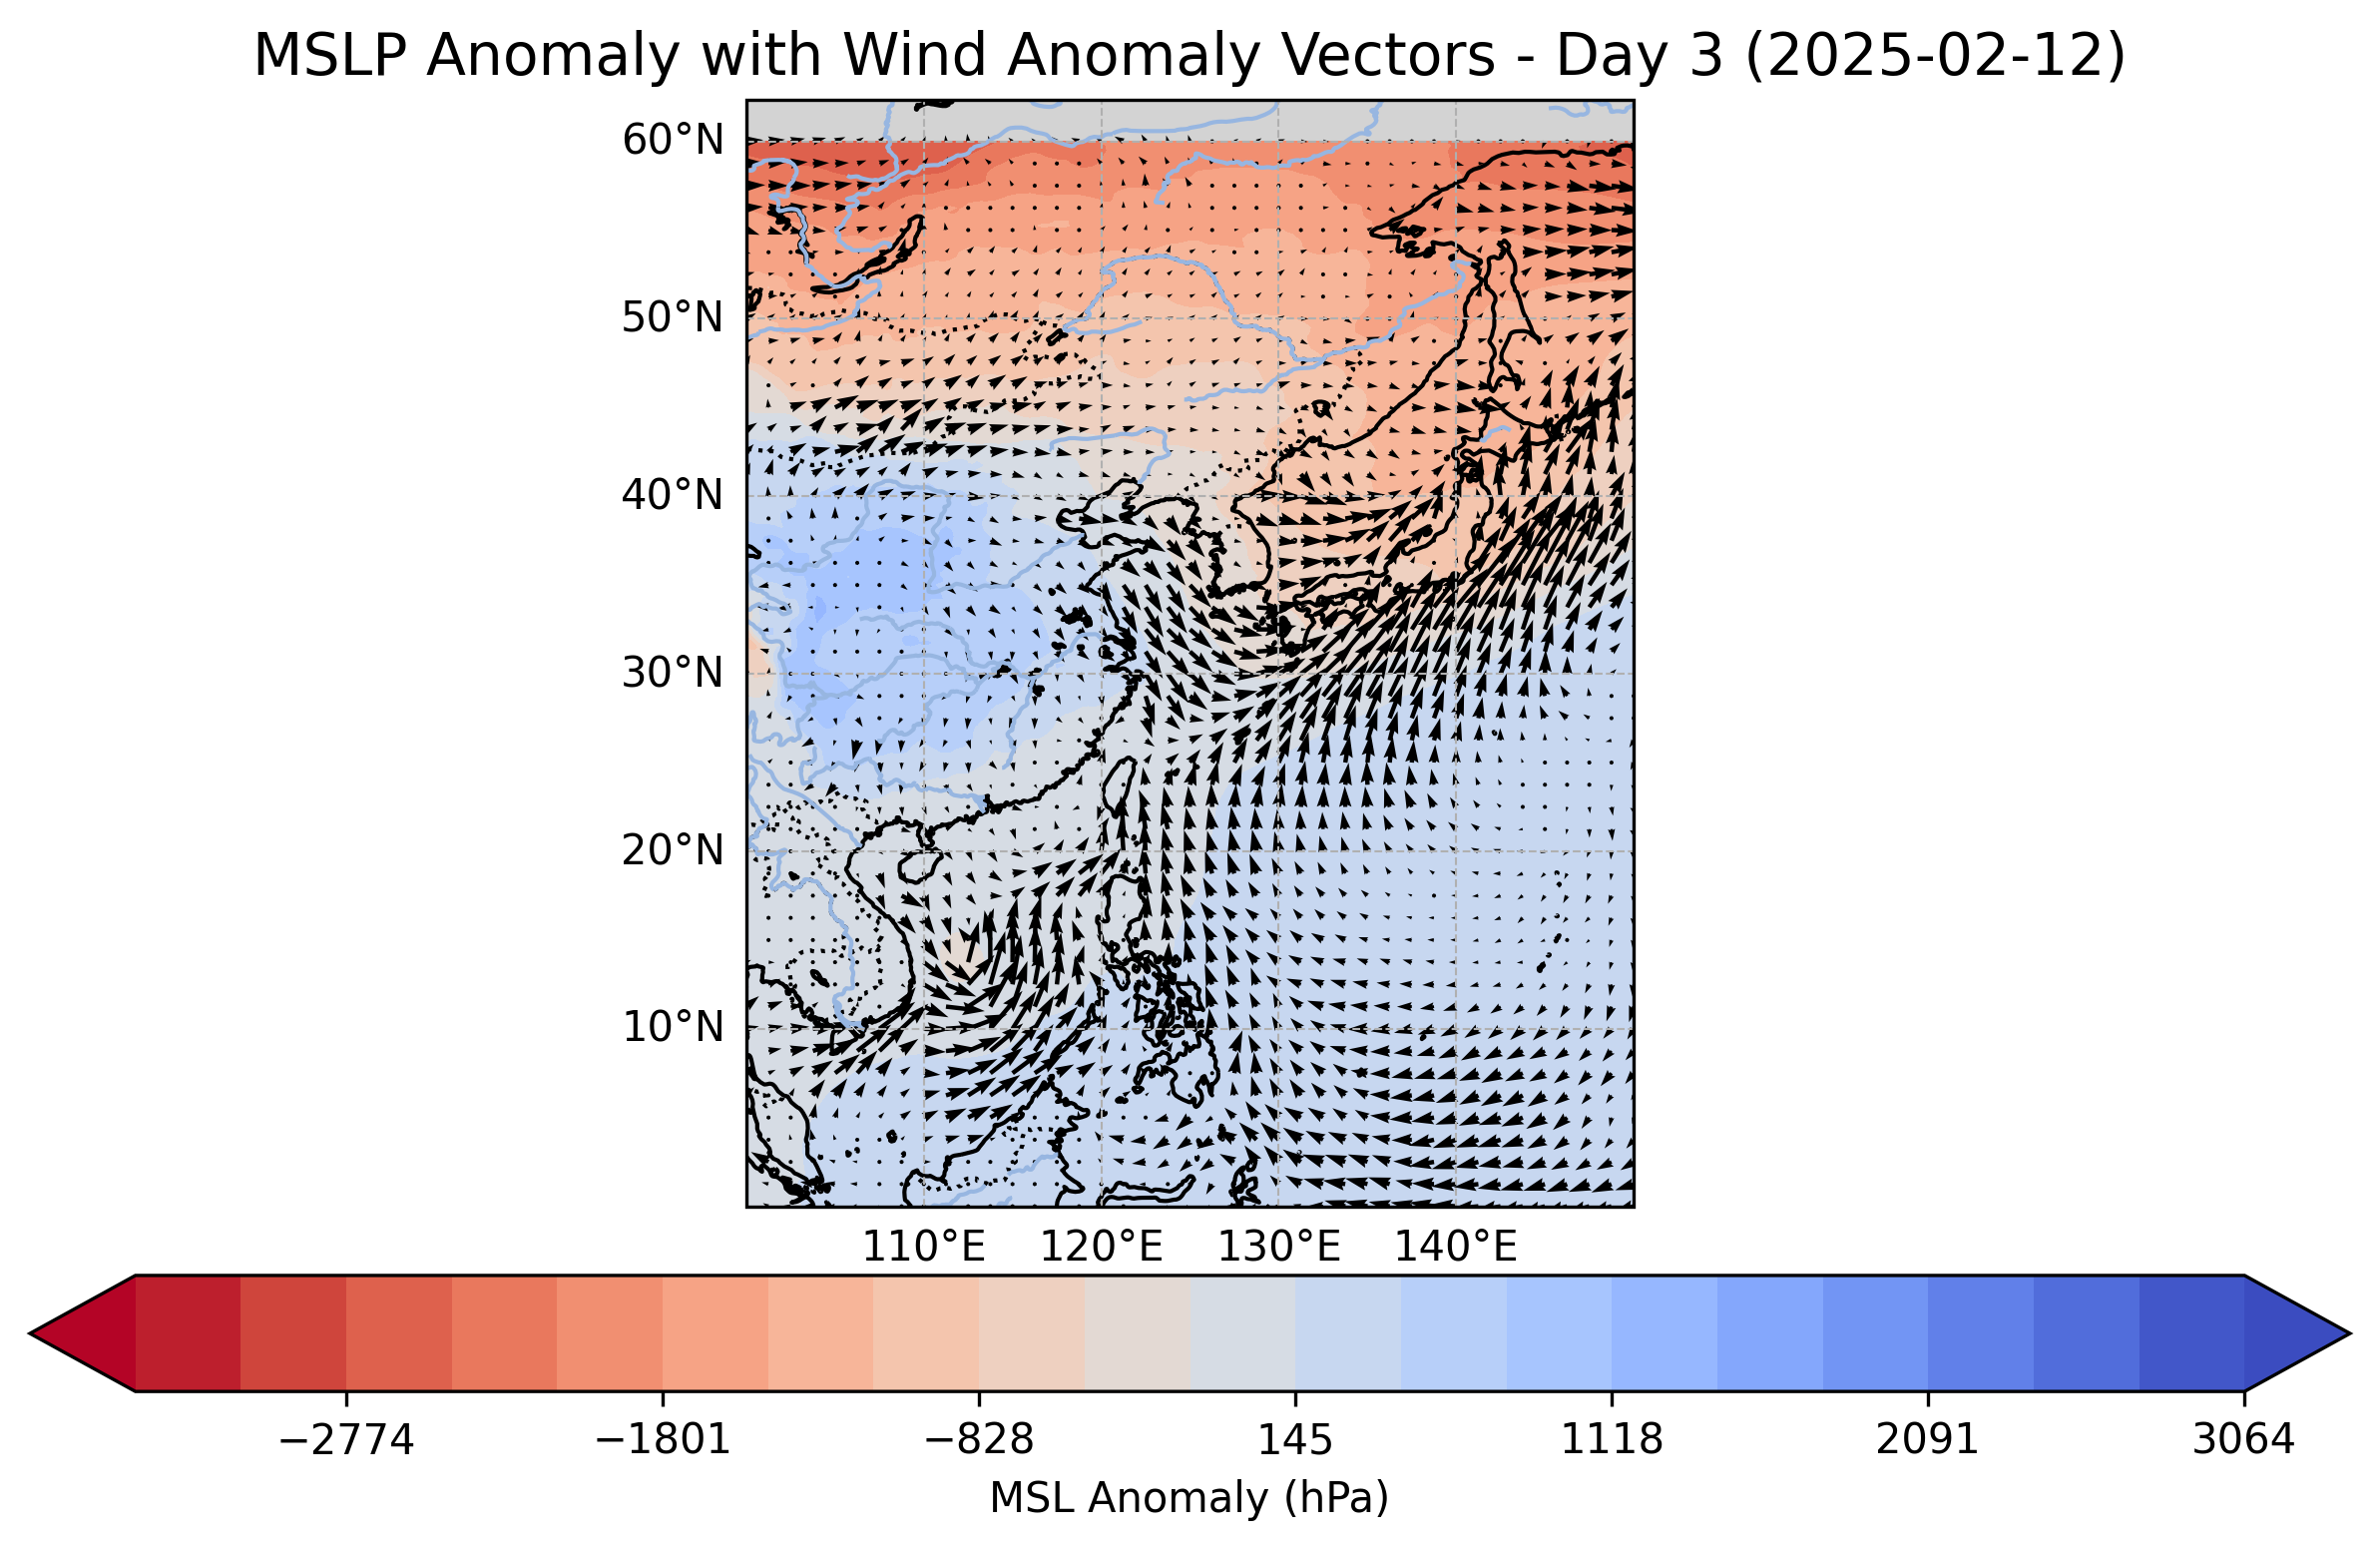 MSLP Anomaly with Wind Anomaly Vectors - Day 3 (2025-02-12)
60°N
50°N
40°N
30°N
20°N
10°N
110°E 120°E 130°E 140°E
−2774 −1801 −828 145 1118 2091 3064
MSL Anomaly (hPa)